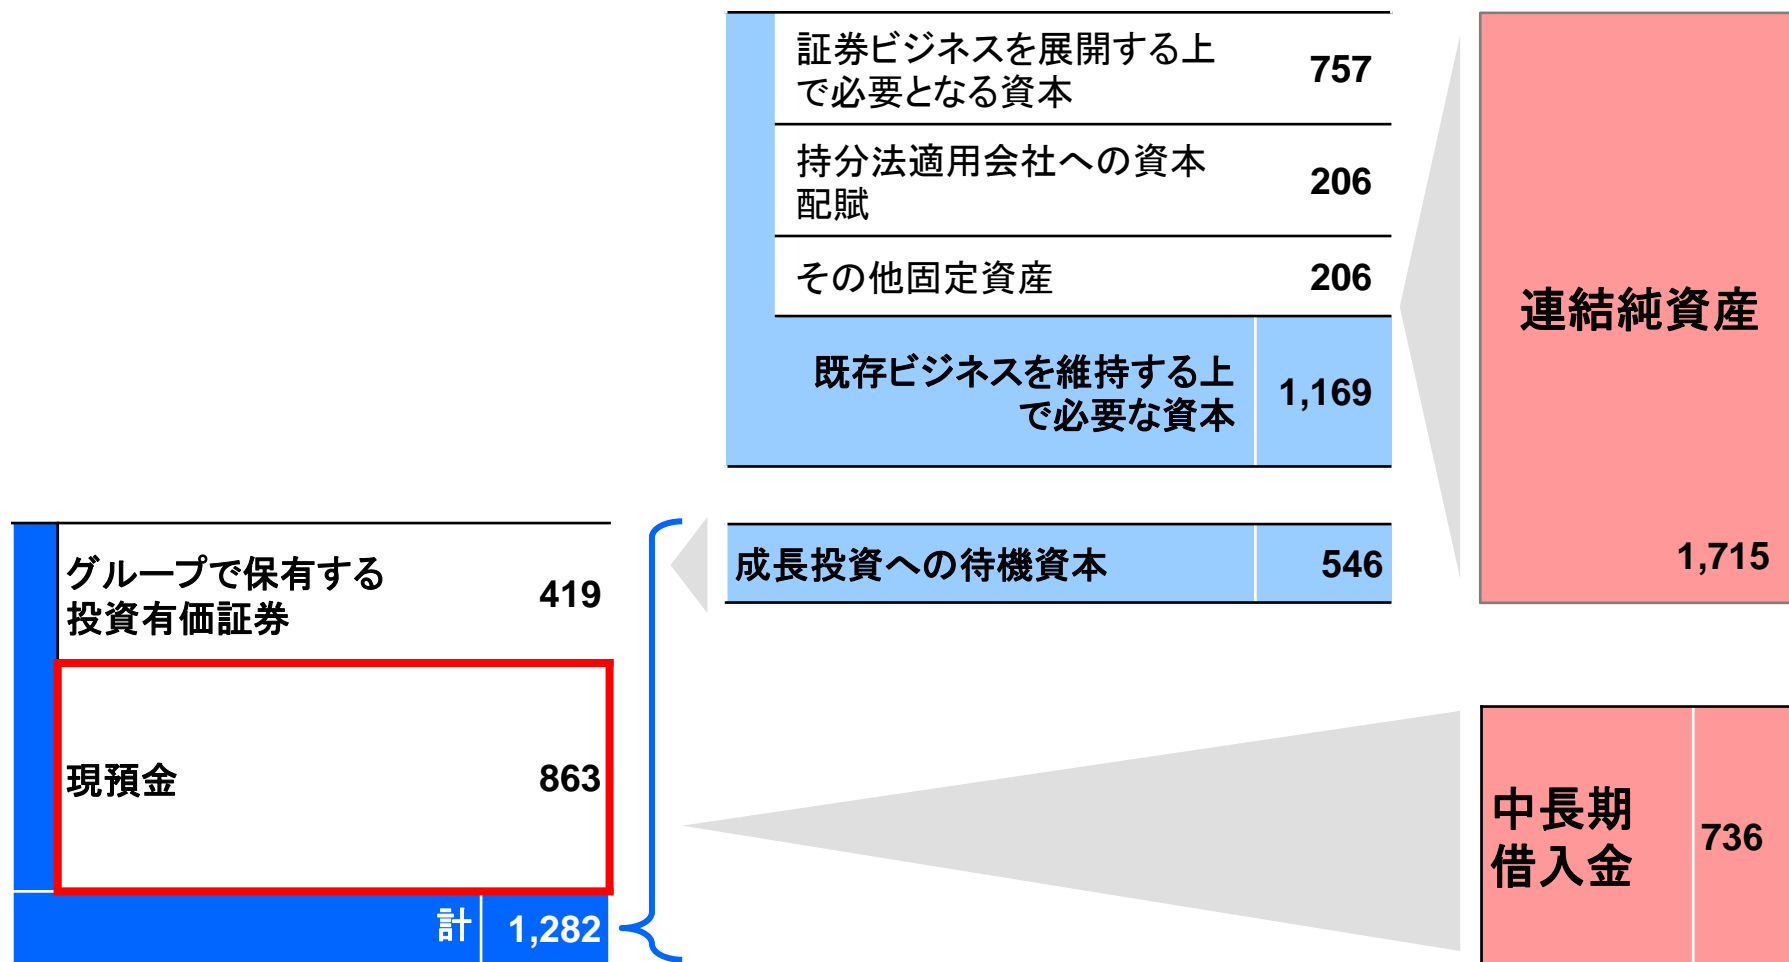 証券ビジネスを展開する上
で必要となる資本
757
持分法適用会社への資本
配賦
206
その他固定資産
206
既存ビジネスを維持する上
で必要な資本
1,169
連結純資産
1,715
グループで保有する
投資有価証券
419
成長投資への待機資本
546
現預金
863
計
1,282
中長期
借入金
736